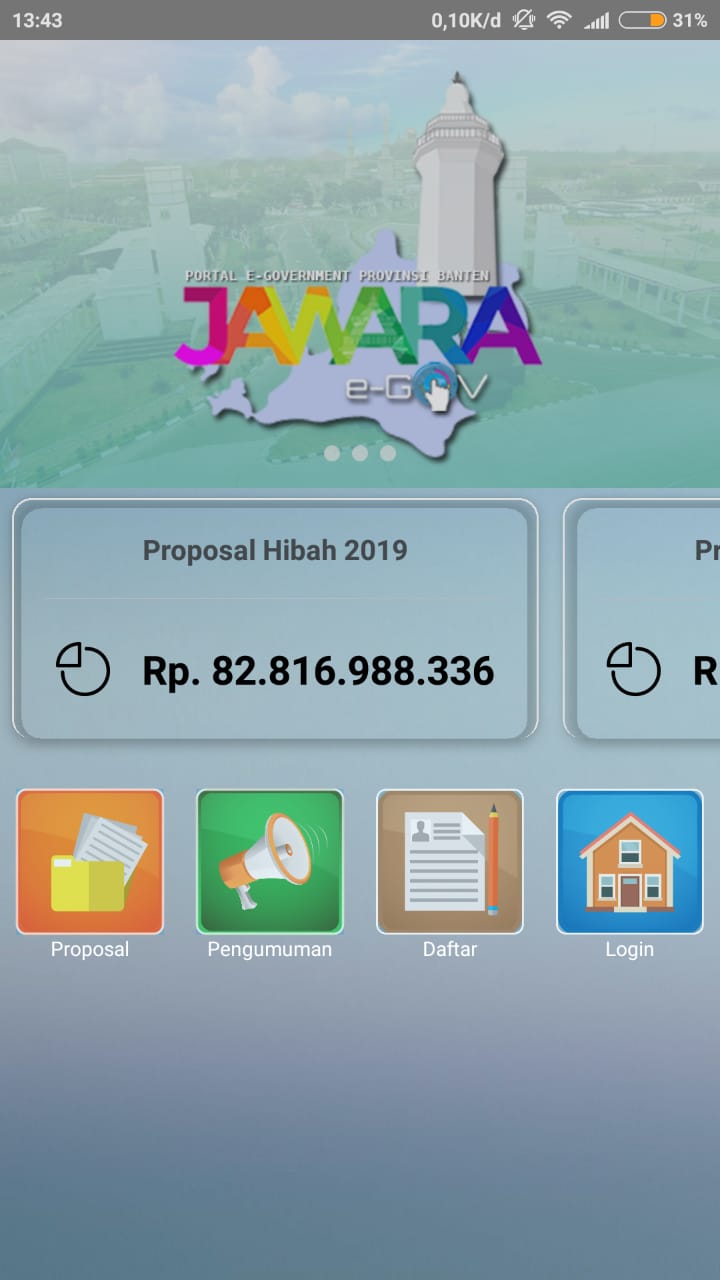 13:43
0,10K/d
31%
PORTAL E-GOVERNMENT PROVINSI BANTEN
JAWARA
e-GOV
Proposal Hibah 2019
Pr
Rp. 82.816.988.336
R
Proposal
Pengumuman
Daftar
Login